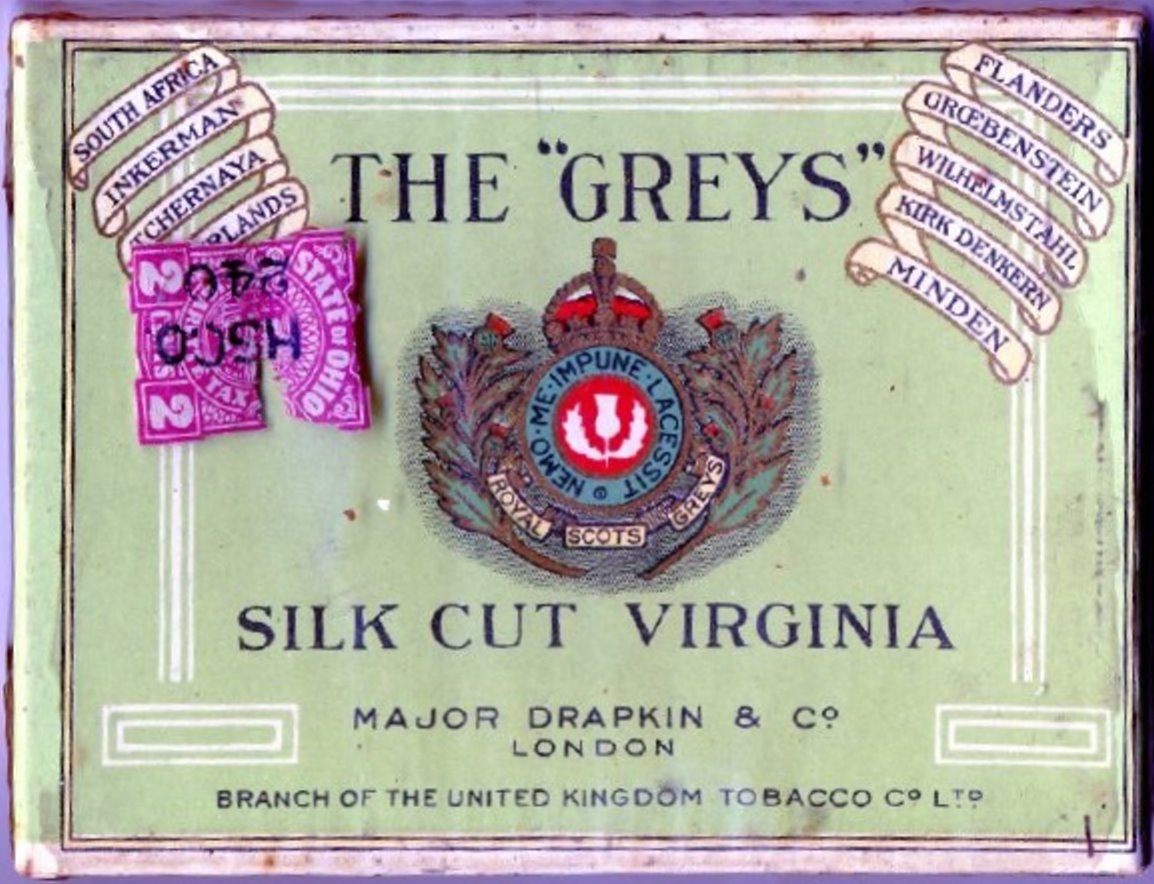 SOUTH AFRICA
INKERMAN
TCHERNAYA
RLANDS
FLANDERS
GRŒBENSTEIN
WILHELMSTAHL
KIRK DENKERN
MINDEN
THE "GREYS"
2
240
STATE OF OHIO
HSCO
TAX
2
NEMO·ME·IMPUNE·LACESSIT
ROYAL SCOTS GREYS
SILK CUT VIRGINIA
MAJOR DRAPKIN & Cº
LONDON
BRANCH OF THE UNITED KINGDOM TOBACCO Cº LTD